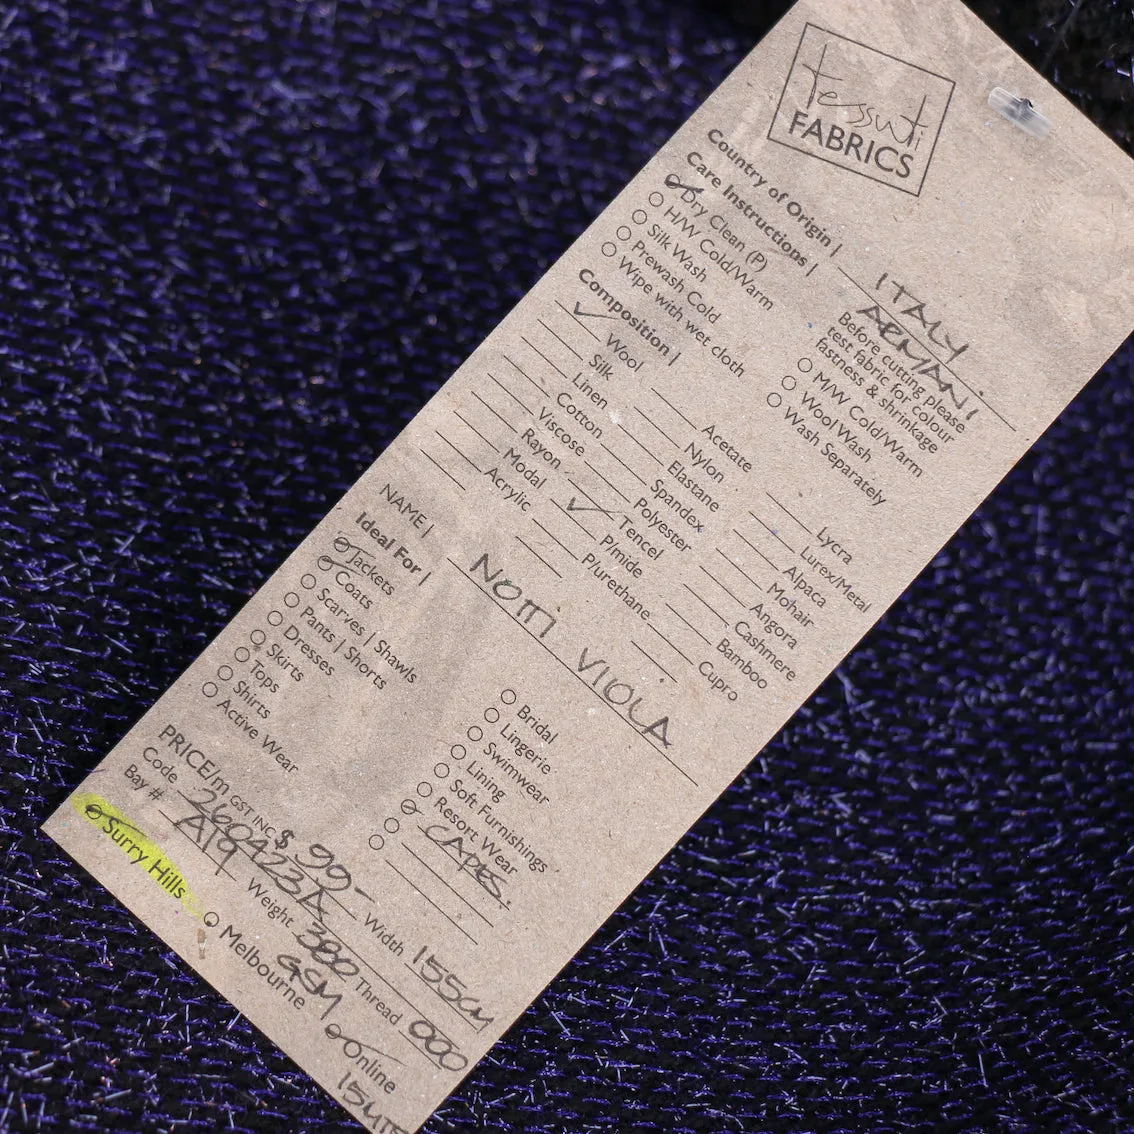 tessuti
FABRICS
Country of Origin | ITALY
Care Instructions | ARMANI.
Dry Clean (P)
H/W Cold/Warm
Silk Wash
Prewash Cold
Wipe with wet cloth
Before cutting please
test fabric for colour
fastness & shrinkage
M/W Cold/Warm
Wool Wash
Wash Separately
Composition |
✓ Wool
Silk
Linen
Cotton
Viscose
Rayon
Modal
Acrylic
Acetate
Nylon
Elastane
Spandex
Polyester
✓ Tencel
P/mide
P/urethane
Lycra
Lurex/Metal
Alpaca
Mohair
Angora
Cashmere
Bamboo
Cupro
NAME | NOTTI VIOLA
Ideal For |
Jackets
Coats
Scarves | Shawls
Pants | Shorts
Dresses
Skirts
Tops
Shirts
Active Wear
Bridal
Lingerie
Swimwear
Lining
Soft Furnishings
Resort Wear
CAPES.
PRICE/m GST INC $ 99-
Code Width 155cm
Bay # A19 Weight 380 GSM Thread 000
Surry Hills Melbourne Online